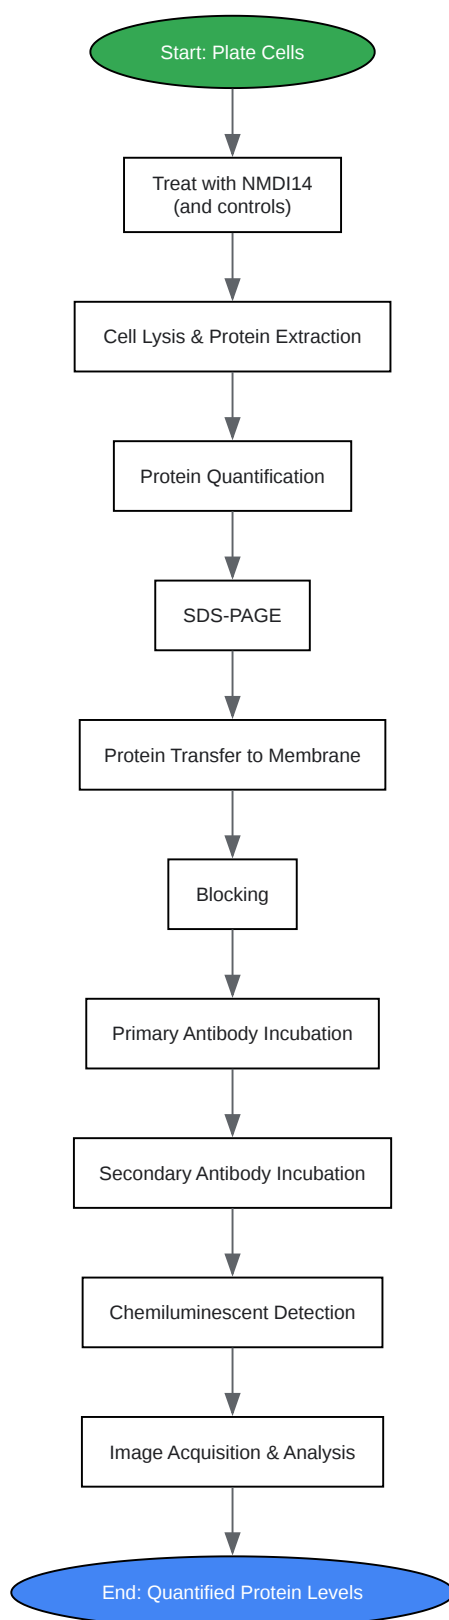 Start: Plate Cells
Treat with NMDI14
(and controls)
Cell Lysis & Protein Extraction
Protein Quantification
SDS-PAGE
Protein Transfer to Membrane
Blocking
Primary Antibody Incubation
Secondary Antibody Incubation
Chemiluminescent Detection
Image Acquisition & Analysis
End: Quantified Protein Levels